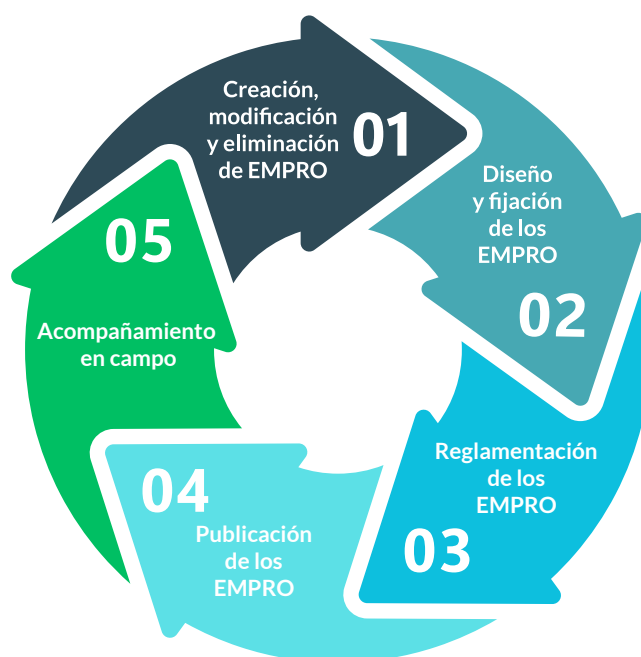 Creación,
modificación
y eliminación
de EMPRO
01
Diseño
y fijación
de los
EMPRO
02
Reglamentación
de los
EMPRO
03
04
Publicación
de los
EMPRO
05
Acompañamiento
en campo